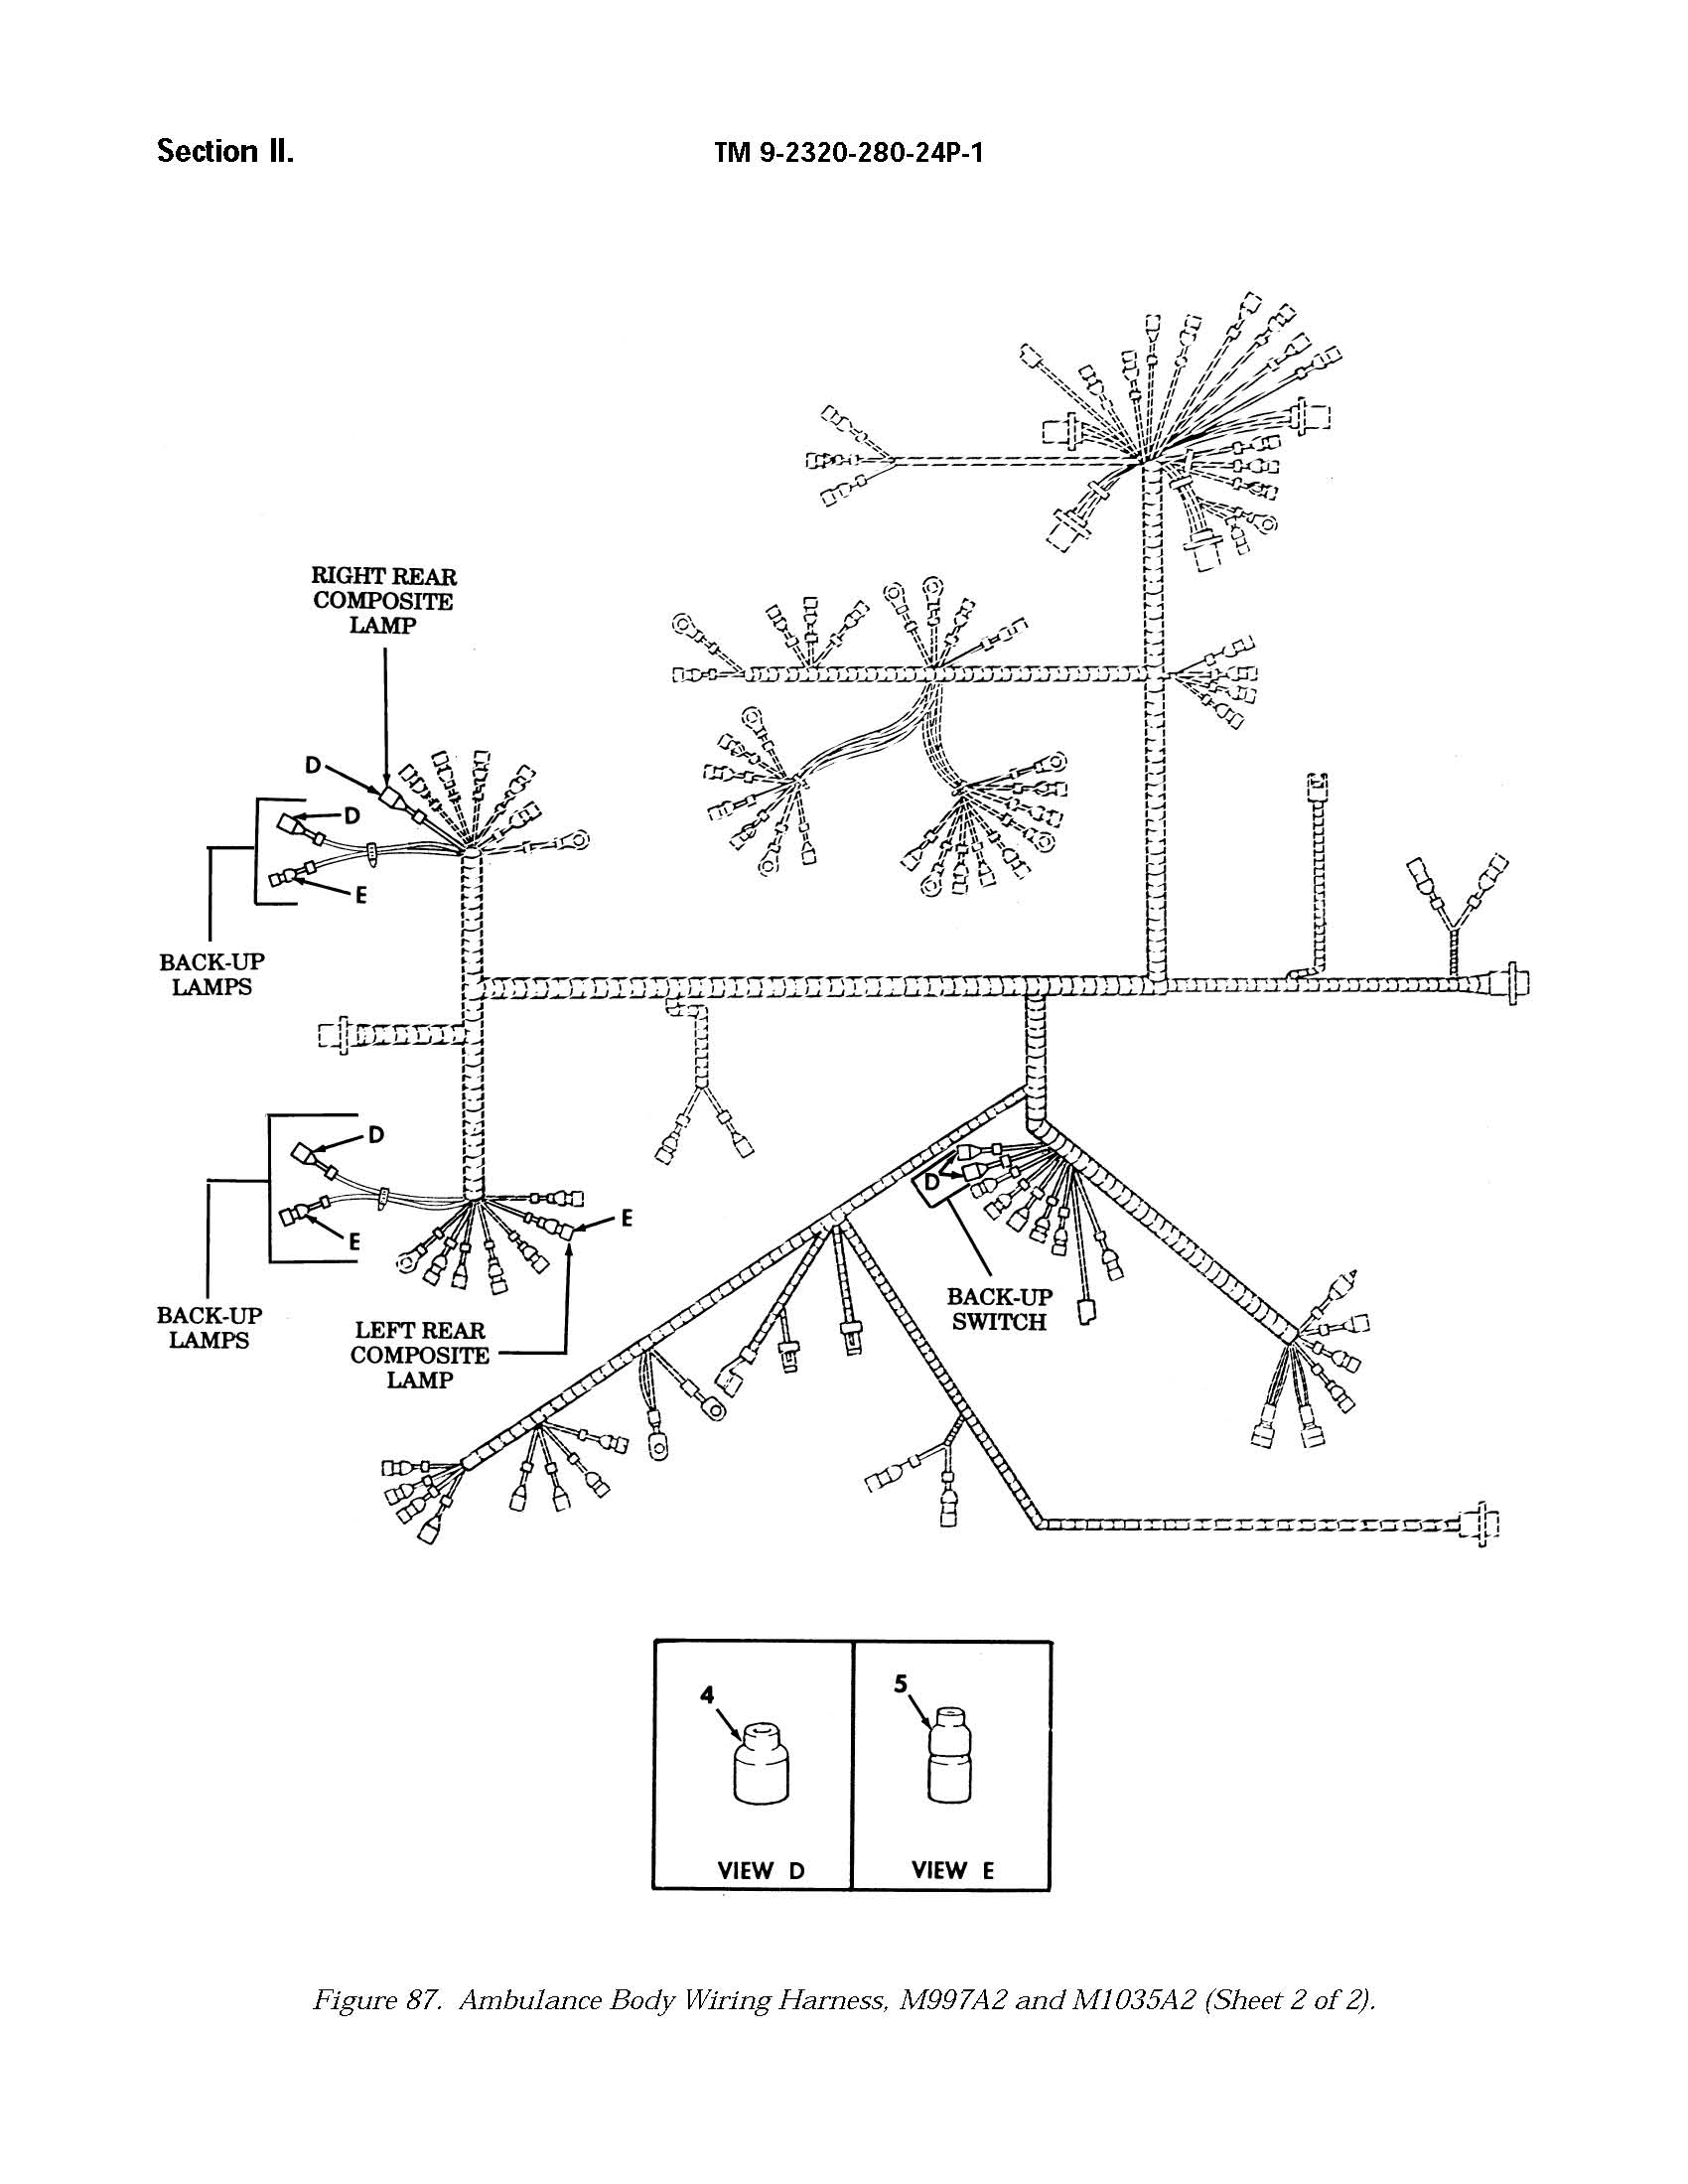 Section II.
TM 9-2320-280-24P-1
RIGHT REAR
COMPOSITE
LAMP
D
D
E
BACK-UP
LAMPS
D
E
E
BACK-UP
LAMPS
LEFT REAR
COMPOSITE
LAMP
D
BACK-UP
SWITCH
4
5
VIEW D
VIEW E
Figure 87. Ambulance Body Wiring Harness, M997A2 and M1035A2 (Sheet 2 of 2).